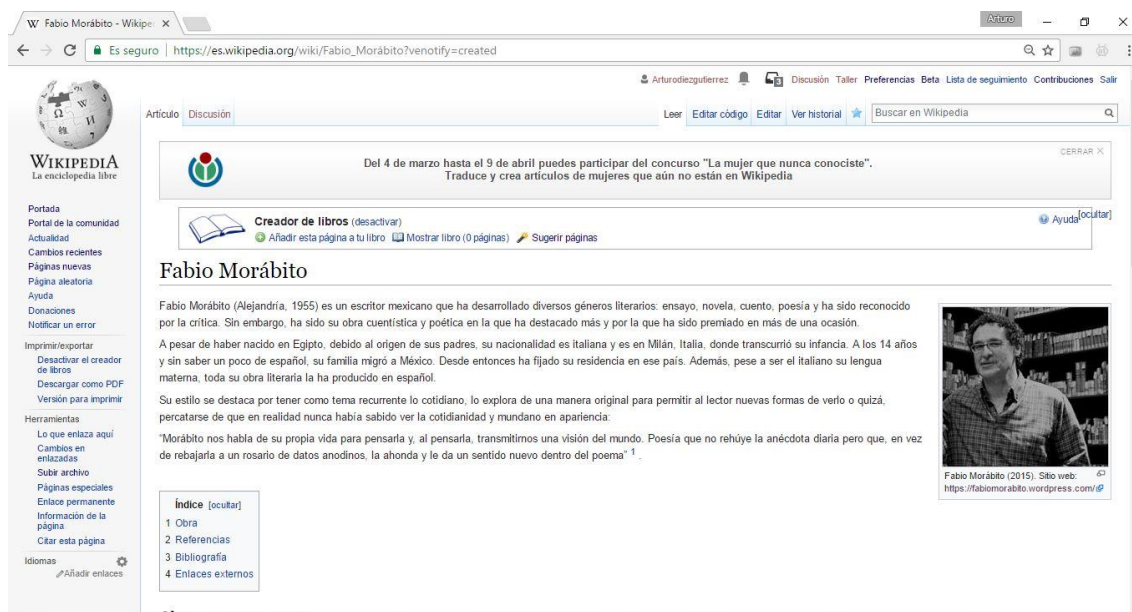 W Fabio Morábito - Wikipe
Arturo
Es seguro
https://es.wikipedia.org/wiki/Fabio_Morábito?venotify=created
Arturodiezgutierrez 3 Discusión Taller Preferencias Beta Lista de seguimiento Contribuciones Salir
Artículo Discusión
Leer Editar código Editar Ver historial
Buscar en Wikipedia
WIKIPEDIA
La enciclopedia libre
Portada
Portal de la comunidad
Actualidad
Cambios recientes
Páginas nuevas
Página aleatoria
Ayuda
Donaciones
Notificar un error
Imprimir/exportar
Desactivar el creador
de libros
Descargar como PDF
Versión para imprimir
Herramientas
Lo que enlaza aquí
Cambios en
enlazadas
Subir archivo
Páginas especiales
Enlace permanente
Información de la
página
Citar esta página
Idiomas
Añadir enlaces
CERRAR X
Del 4 de marzo hasta el 9 de abril puedes participar del concurso "La mujer que nunca conociste".
Traduce y crea artículos de mujeres que aún no están en Wikipedia
Creador de libros (desactivar)
Ayuda [ocultar]
Añadir esta página a tu libro Mostrar libro (0 páginas) Sugerir páginas
Fabio Morábito
Fabio Morábito (Alejandría, 1955) es un escritor mexicano que ha desarrollado diversos géneros literarios: ensayo, novela, cuento, poesía y ha sido reconocido
por la crítica. Sin embargo, ha sido su obra cuentística y poética en la que ha destacado más y por la que ha sido premiado en más de una ocasión.
A pesar de haber nacido en Egipto, debido al origen de sus padres, su nacionalidad es italiana y es en Milán, Italia, donde transcurrió su infancia. A los 14 años
y sin saber un poco de español, su familia migró a México. Desde entonces ha fijado su residencia en ese país. Además, pese a ser el italiano su lengua
materna, toda su obra literaria la ha producido en español.
Su estilo se destaca por tener como tema recurrente lo cotidiano, lo explora de una manera original para permitir al lector nuevas formas de verlo o quizá,
percatarse de que en realidad nunca había sabido ver la cotidianidad y mundano en apariencia:
“Morábito nos habla de su propia vida para pensarla y, al pensarla, transmitirnos una visión del mundo. Poesía que no rehúye la anécdota diaria pero que, en vez
de rebajarla a un rosario de datos anodinos, la ahonda y le da un sentido nuevo dentro del poema” 1 .
Fabio Morábito (2015). Sitio web:
https://fabiomorabito.wordpress.com/
Índice [ocultar]
1 Obra
2 Referencias
3 Bibliografía
4 Enlaces externos